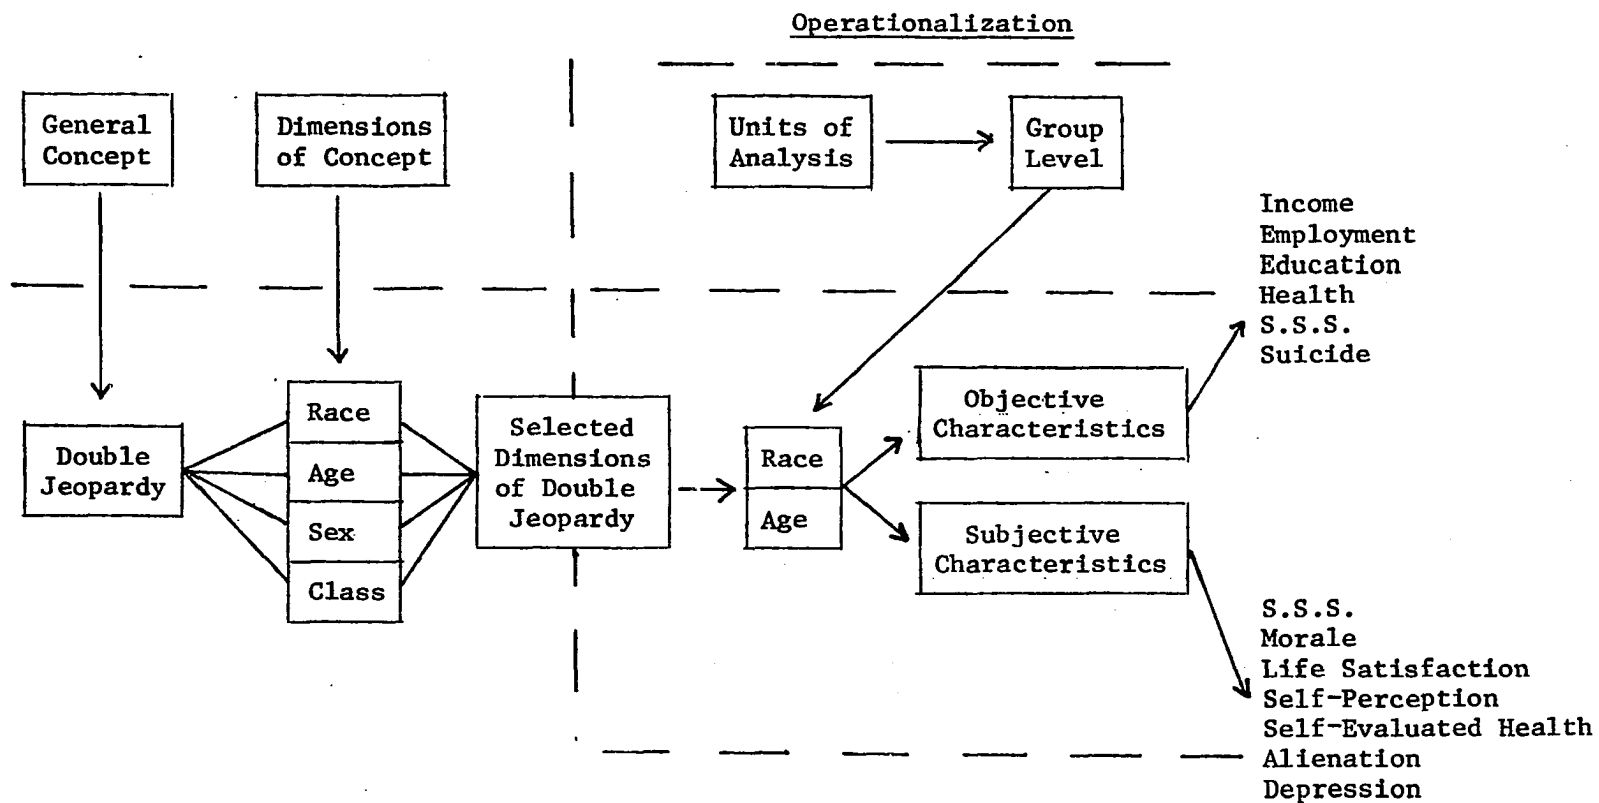 Operationalization
General
Concept
Dimensions
of Concept
Units of
Analysis
Group
Level
Income
Employment
Education
Health
S.S.S.
Suicide
Double
Jeopardy
Race
Age
Sex
Class
Selected
Dimensions
of Double
Jeopardy
Race
Age
Objective
Characteristics
Subjective
Characteristics
S.S.S.
Morale
Life Satisfaction
Self-Perception
Self-Evaluated Health
Alienation
Depression